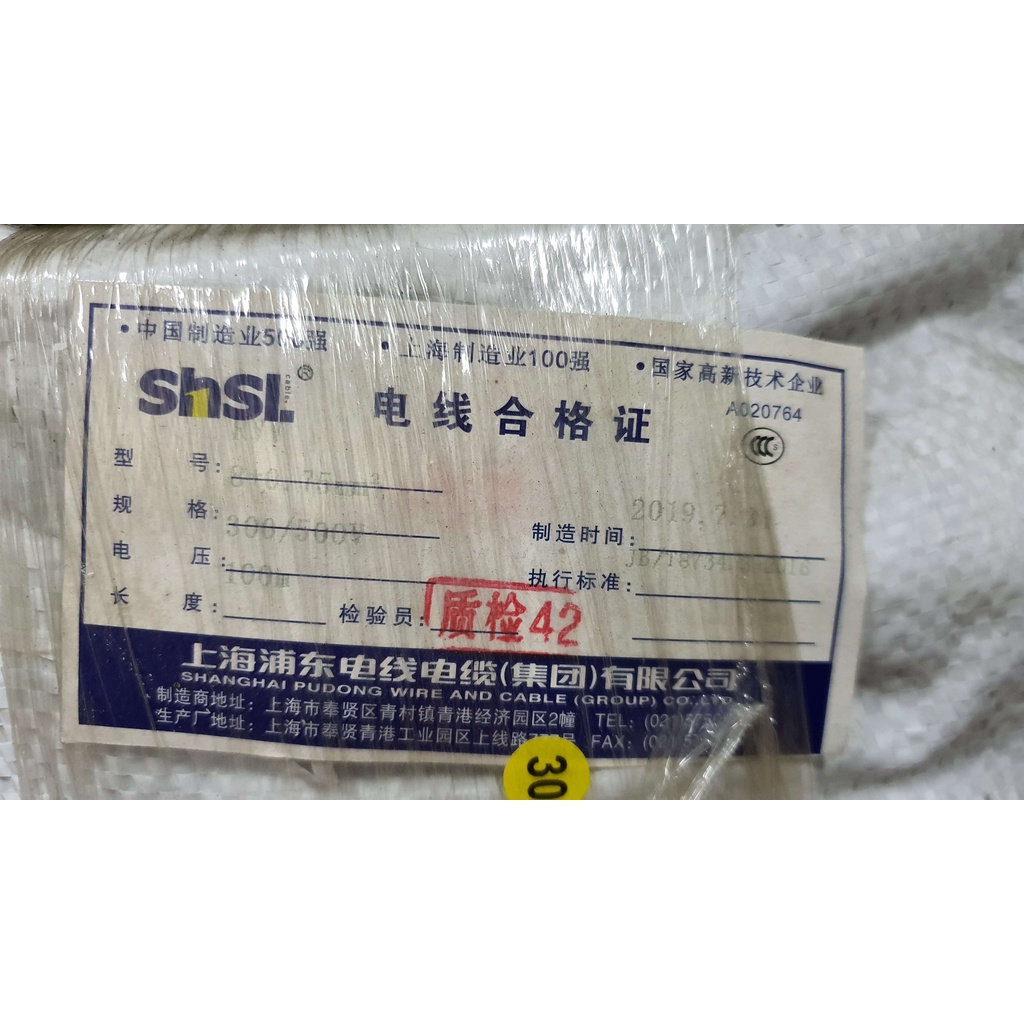 •中国制造业500强 •上海制造业100强 •国家高新技术企业
ShSL cable ® 电线合格证 A020764
CCC S
型号:
规格: 制造时间: 2019.7
电压: 300/500V 执行标准:
长度: 100m 检验员: 质检42
上海浦东电线电缆(集团)有限公司
SHANGHAI PUDONG WIRE AND CABLE (GROUP) CO.,LTD.
制造商地址: 上海市奉贤区青村镇青港经济园区2幢 TEL:
生产厂地址: 上海市奉贤青港工业园区上线路 FAX:
30